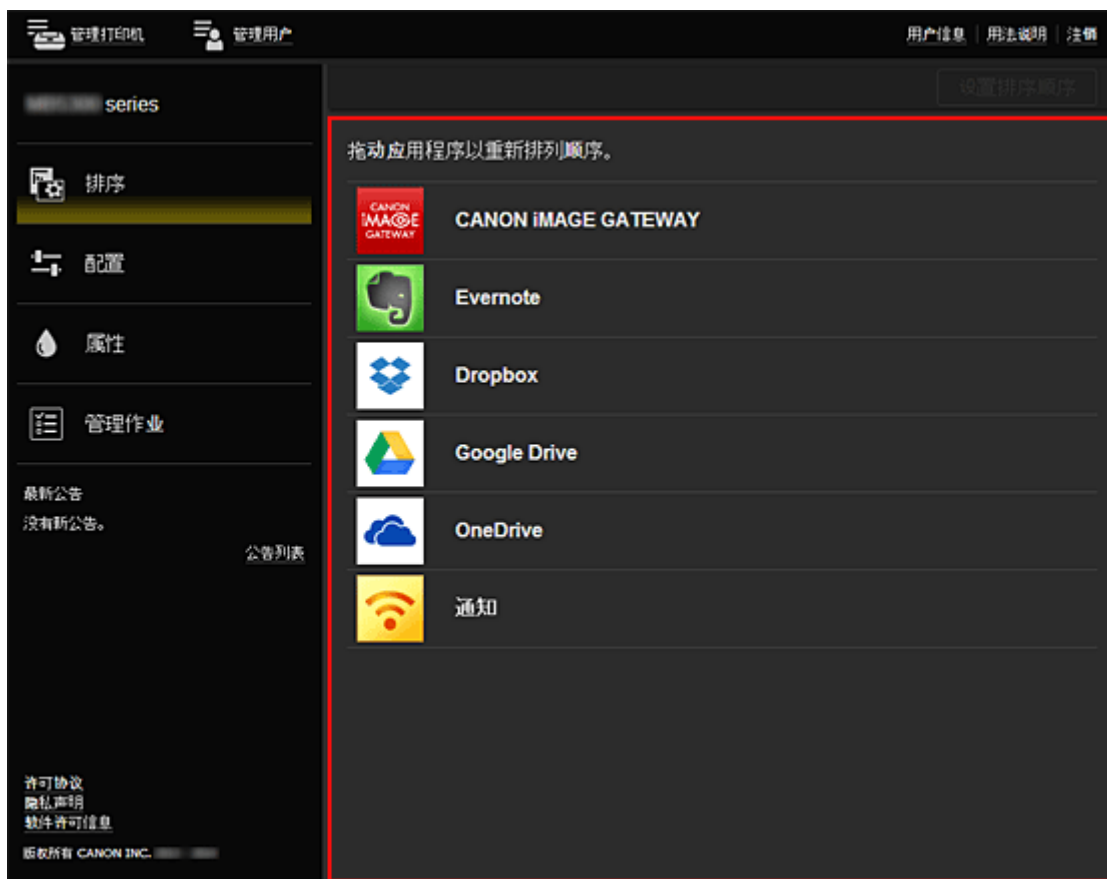 管理打印机 管理用户 用户信息 用法说明 注销
series
设置排序顺序
排序
配置
属性
管理作业
最新公告
没有新公告。
公告列表
许可协议
隐私声明
软件许可信息
版权所有 CANON INC.
拖动应用程序以重新排列顺序。
CANON iMAGE GATEWAY
CANON iMAGE GATEWAY
Evernote
Dropbox
Google Drive
OneDrive
通知